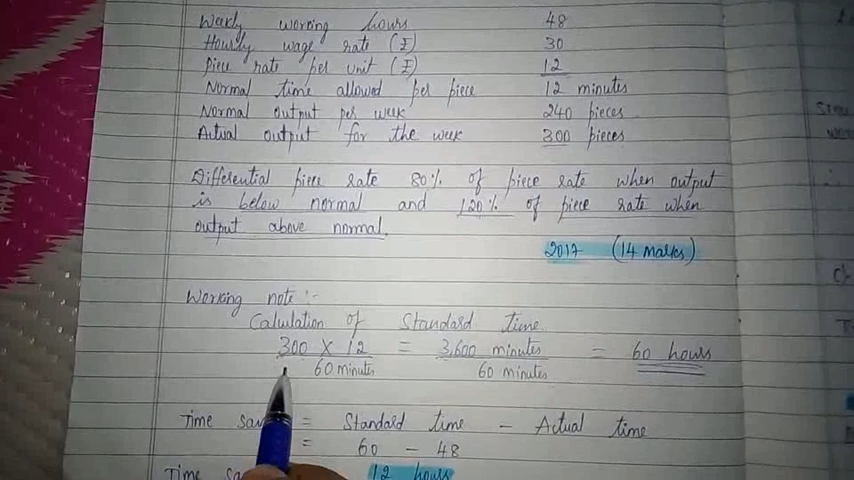 Weekly working hours 48
Hourly wage rate (₹) 30
Piece rate per unit (₹) 12
Normal time allowed per piece 12 minutes
Normal output per week 240 pieces
Actual output for the week 300 pieces
Differential piece rate 80% of piece rate when output
is below normal and 120% of piece rate when
output above normal.
2017 (14 marks)
Working note :-
Calculation of Standard time
300 X 12 = 3,600 minutes = 60 hours
60 minutes 60 minutes
Time = Standard time - Actual time
= 60 - 48
Time 12 hours